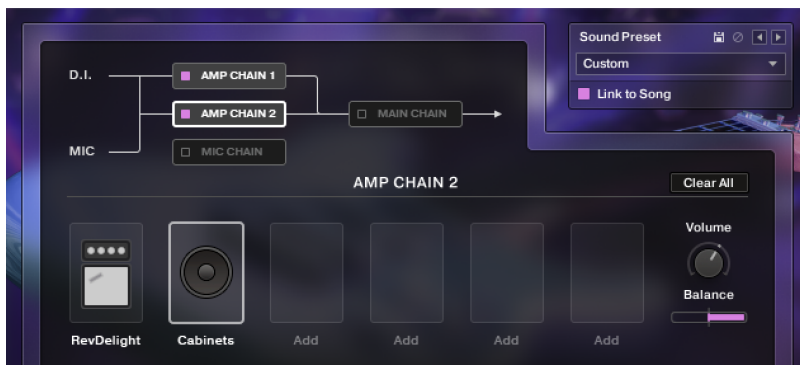 Sound Preset
Custom
Link to Song
D.I.
AMP CHAIN 1
AMP CHAIN 2
MAIN CHAIN
MIC
MIC CHAIN
AMP CHAIN 2
Clear All
Volume
Balance
RevDelight
Cabinets
Add
Add
Add
Add